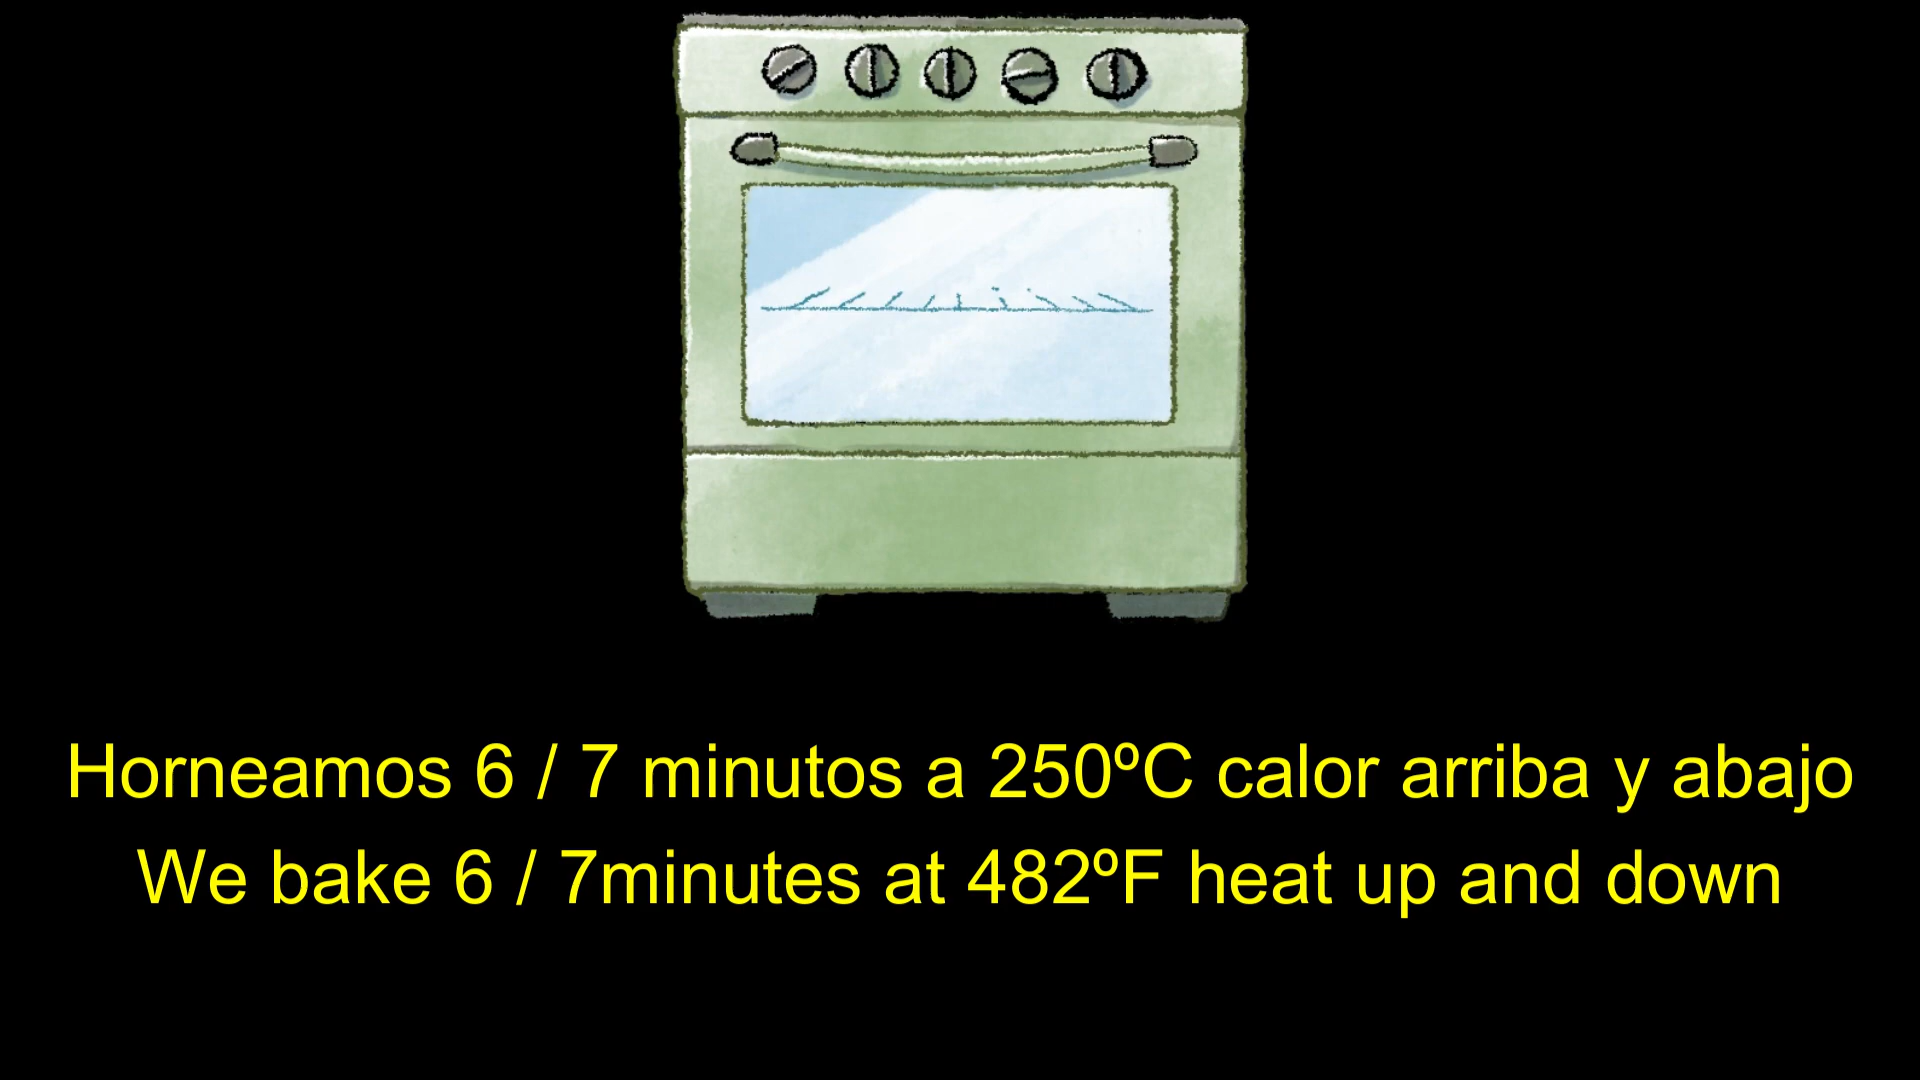 Horneamos 6 / 7 minutos a 250ºC calor arriba y abajo
We bake 6 / 7minutes at 482ºF heat up and down